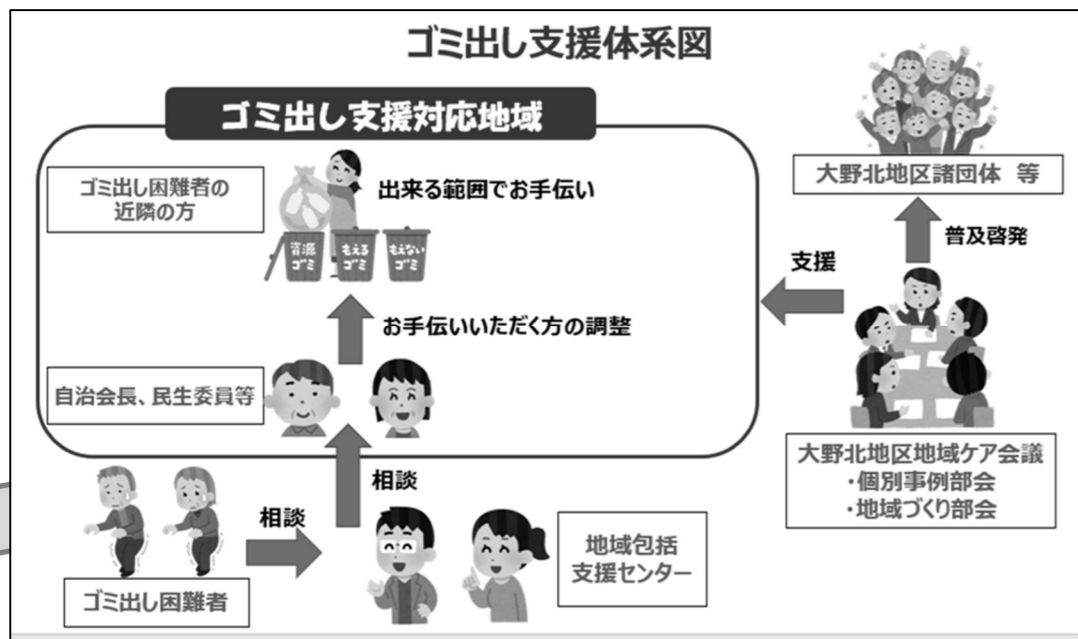 ゴミ出し支援体系図
ゴミ出し支援対応地域
ゴミ出し困難者の
近隣の方
出来る範囲でお手伝い
資源
ゴミ
もえる
ゴミ
もえない
ゴミ
お手伝いいただく方の調整
自治会長、民生委員等
相談
ゴミ出し困難者
相談
地域包括
支援センター
大野北地区諸団体 等
普及啓発
支援
大野北地区地域ケア会議
・個別事例部会
・地域づくり部会